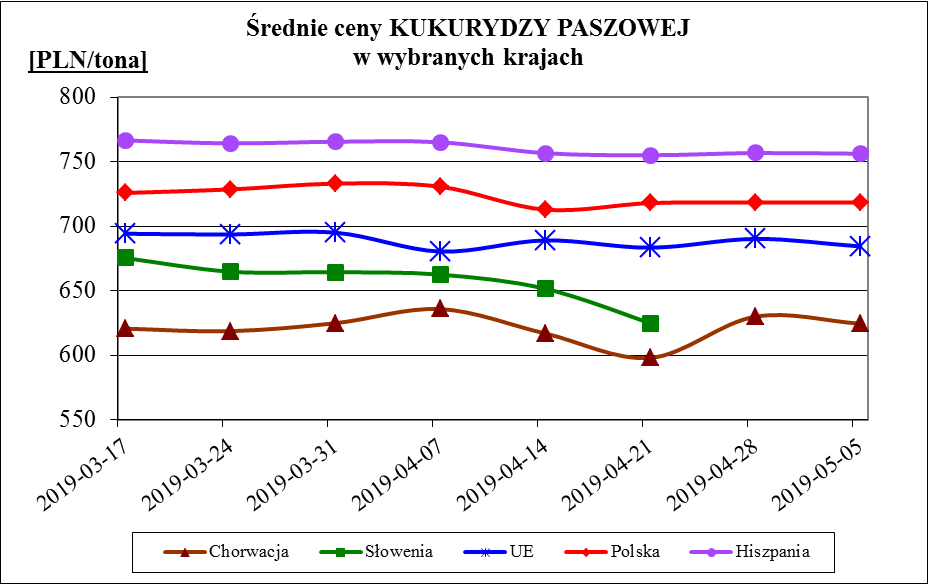 Średnie ceny KUKURYDZY PASZOWEJ
w wybranych krajach
[PLN/tona]
800
750
700
650
600
550
2019-03-17
2019-03-24
2019-03-31
2019-04-07
2019-04-14
2019-04-21
2019-04-28
2019-05-05
Chorwacja
Słowenia
UE
Polska
Hiszpania